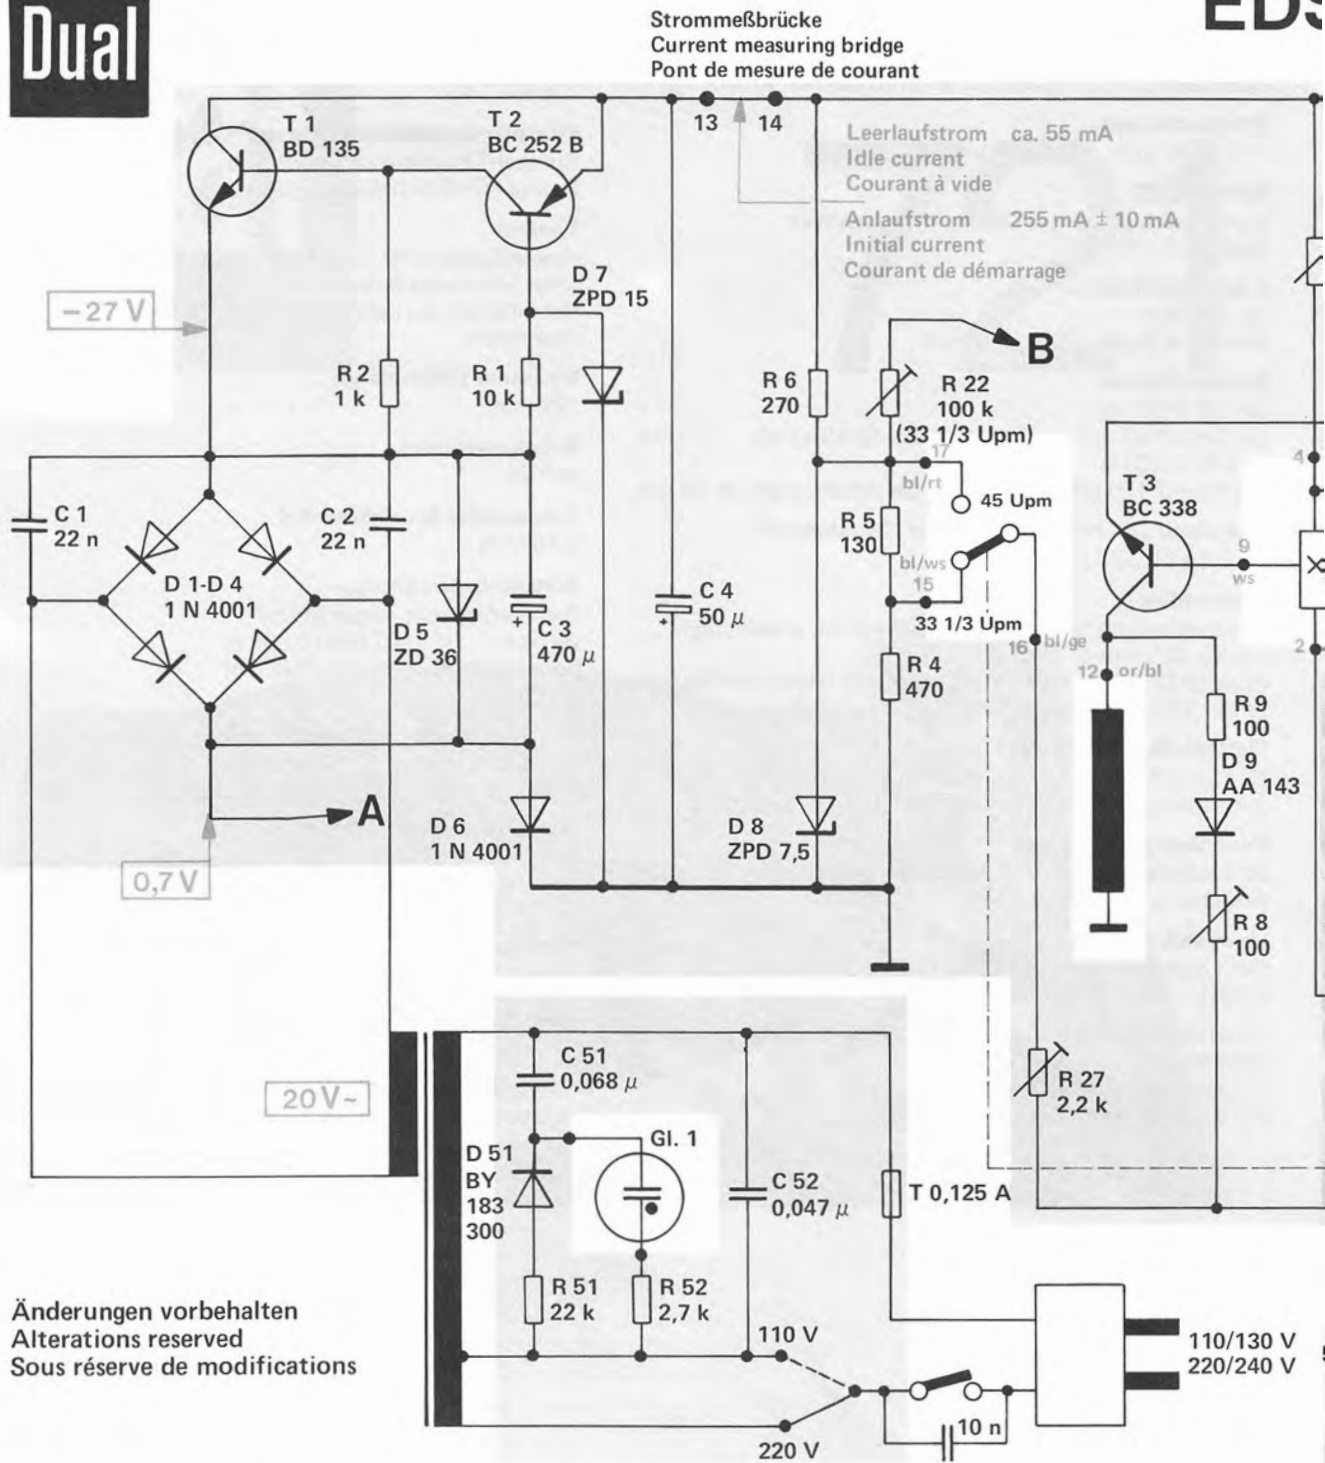 Dual
EDS
Strommeßbrücke
Current measuring bridge
Pont de mesure de courant
T 1
BD 135
T 2
BC 252 B
13
14
Leerlaufstrom ca. 55 mA
Idle current
Courant à vide
Anlaufstrom 255 mA ± 10 mA
Initial current
Courant de démarrage
– 27 V
D 7
ZPD 15
B
R 2
1 k
R 1
10 k
R 6
270
R 22
100 k
(33 1/3 Upm)
17
bl/rt
45 Upm
4
T 3
BC 338
C 1
22 n
C 2
22 n
R 5
130
bl/ws
15
9
ws
D 1-D 4
1 N 4001
C 4
50 µ
+
33 1/3 Upm
D 5
ZD 36
+
C 3
470 µ
16
bl/ge
2
R 4
470
12
or/bl
R 9
100
D 9
AA 143
A
D 6
1 N 4001
D 8
ZPD 7,5
0,7 V
R 8
100
20 V~
C 51
0,068 µ
R 27
2,2 k
D 51
BY
183
300
Gl. 1
C 52
0,047 µ
T 0,125 A
R 51
22 k
R 52
2,7 k
Änderungen vorbehalten
Alterations reserved
Sous réserve de modifications
110 V
110/130 V
220/240 V
10 n
220 V